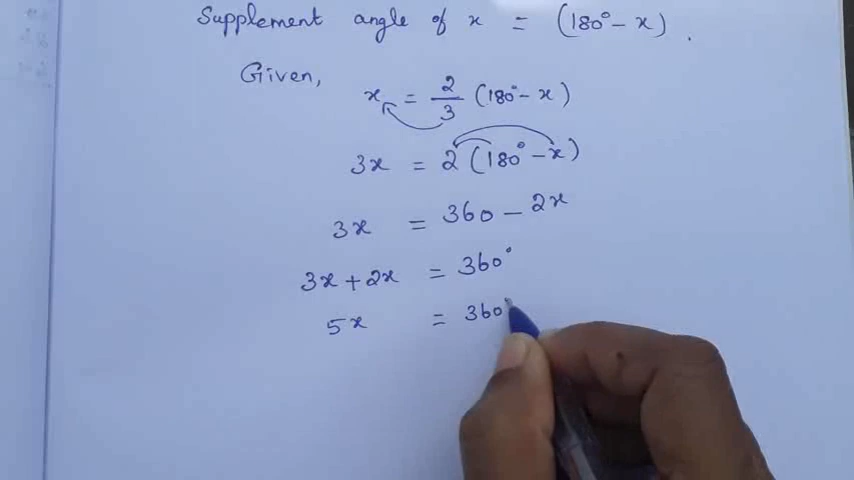 Supplement angle of x = (180° - x).
Given,
x = 2/3 (180° - x)
3x = 2 (180° - x)
3x = 360 - 2x
3x + 2x = 360°
5x = 360°